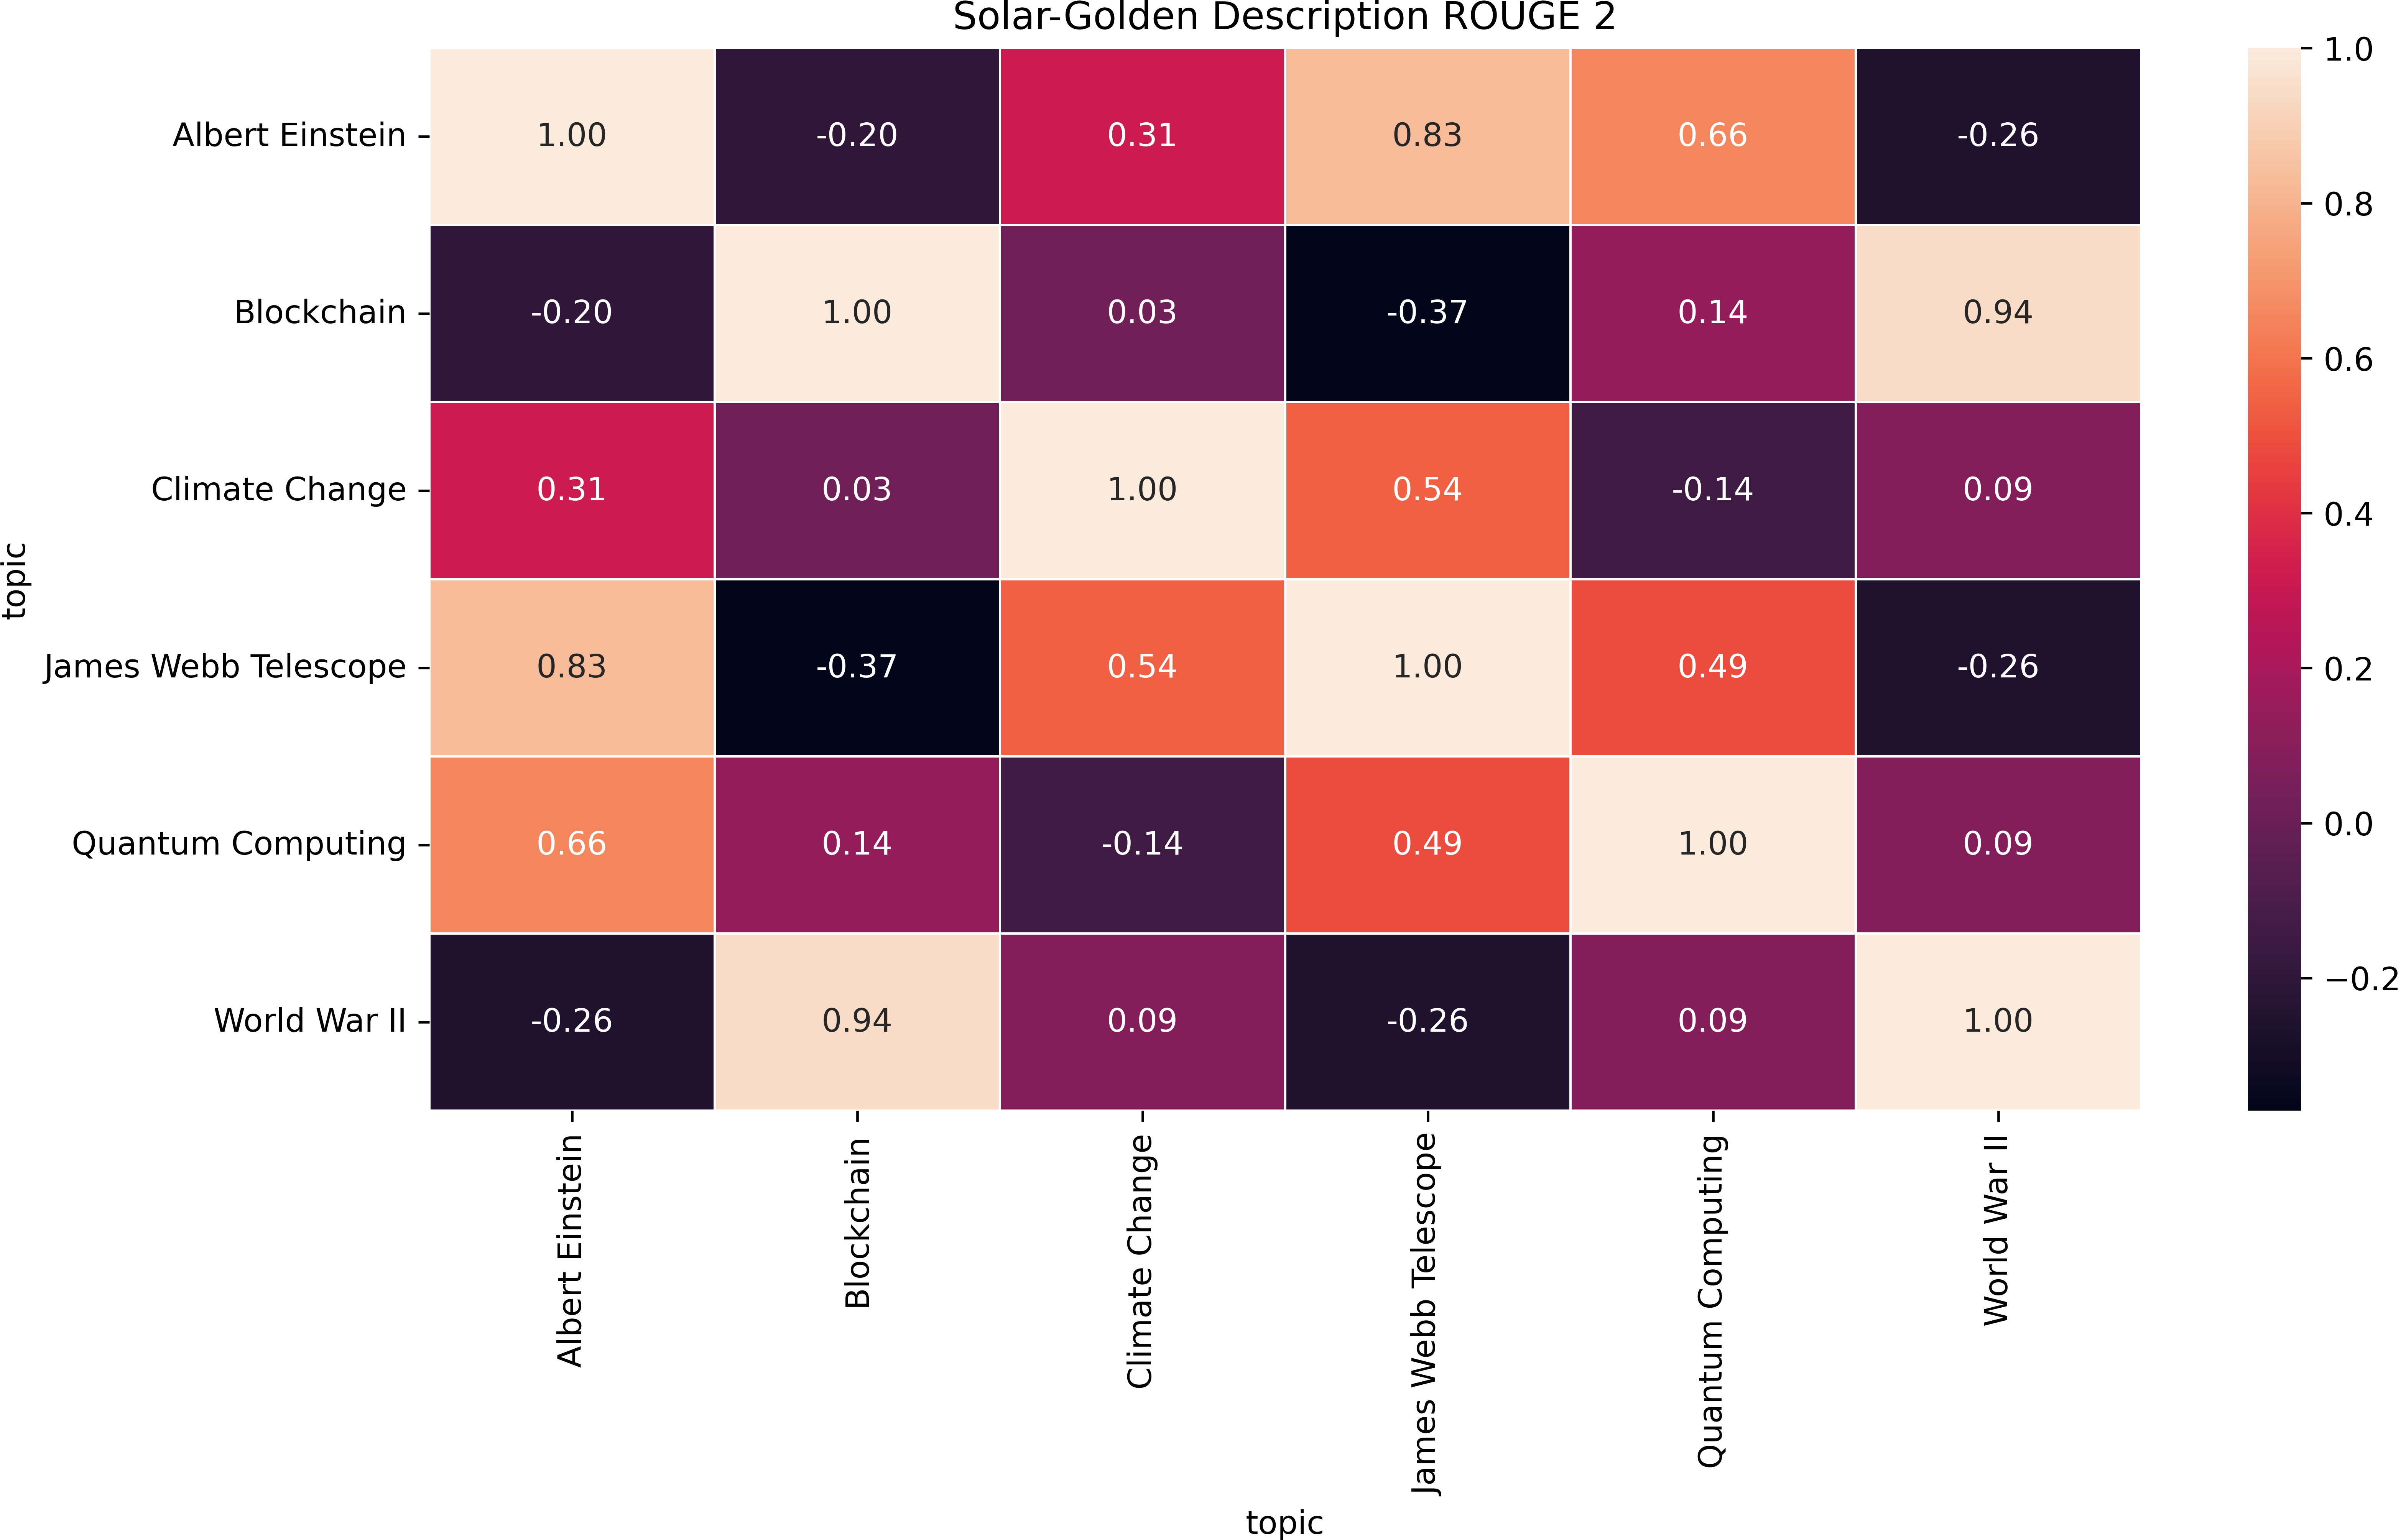 Solar-Golden Description ROUGE 2
topic
Albert Einstein 1.00 -0.20 0.31 0.83 0.66 -0.26
Blockchain -0.20 1.00 0.03 -0.37 0.14 0.94
Climate Change 0.31 0.03 1.00 0.54 -0.14 0.09
James Webb Telescope 0.83 -0.37 0.54 1.00 0.49 -0.26
Quantum Computing 0.66 0.14 -0.14 0.49 1.00 0.09
World War II -0.26 0.94 0.09 -0.26 0.09 1.00
Albert Einstein
Blockchain
Climate Change
James Webb Telescope
Quantum Computing
World War II
topic
1.0
0.8
0.6
0.4
0.2
0.0
−0.2